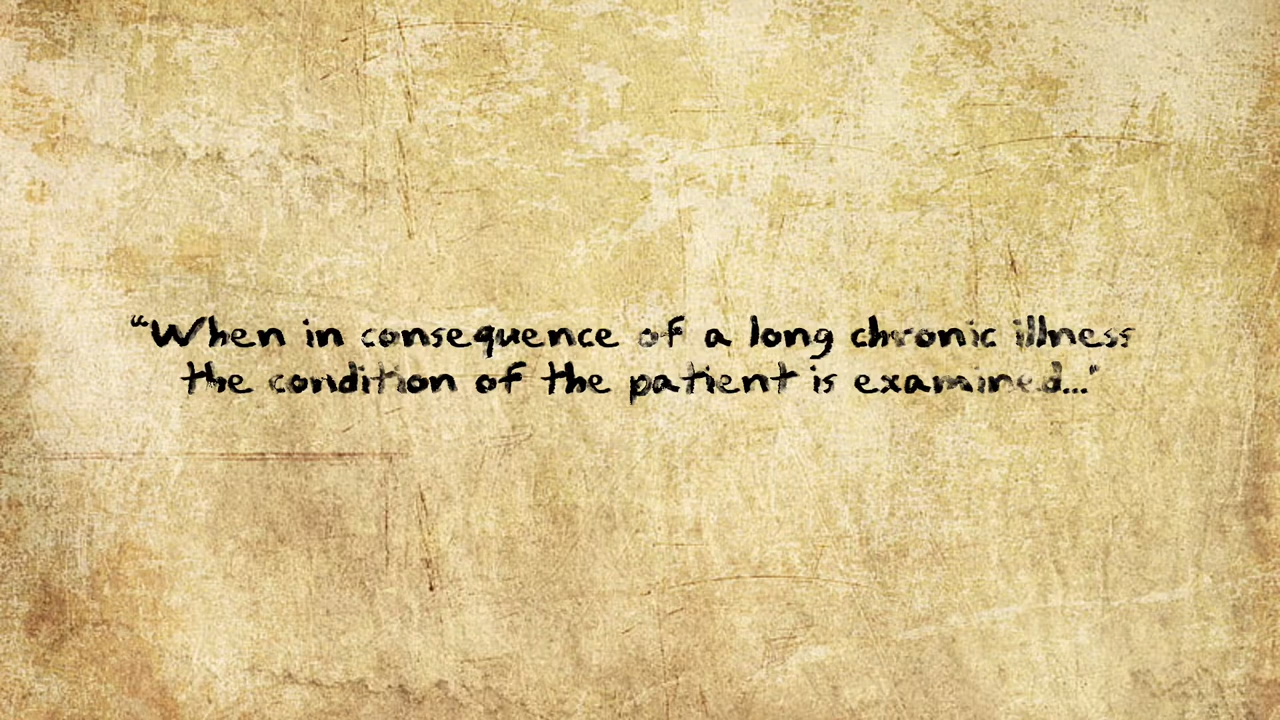 “When in consequence of a long chronic illness
the condition of the patient is examined..."